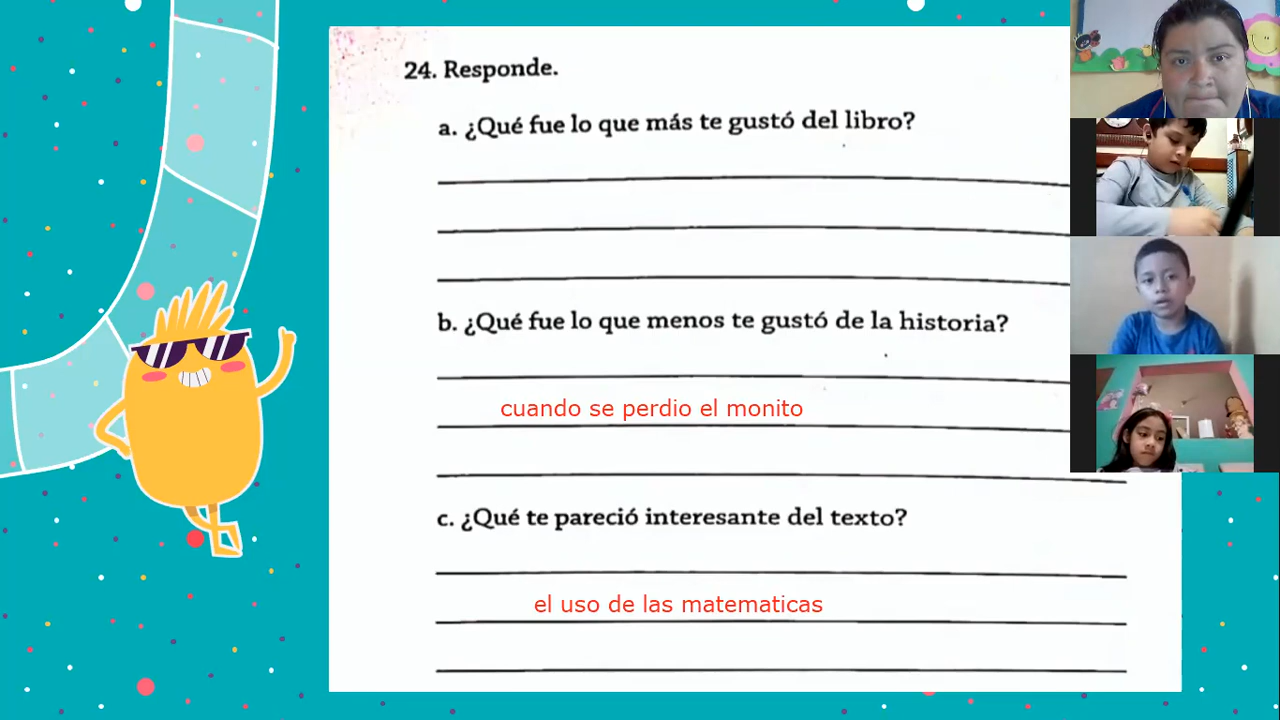 24. Responde.
a. ¿Qué fue lo que más te gustó del libro?
b. ¿Qué fue lo que menos te gustó de la historia?
cuando se perdio el monito
c. ¿Qué te pareció interesante del texto?
el uso de las matematicas